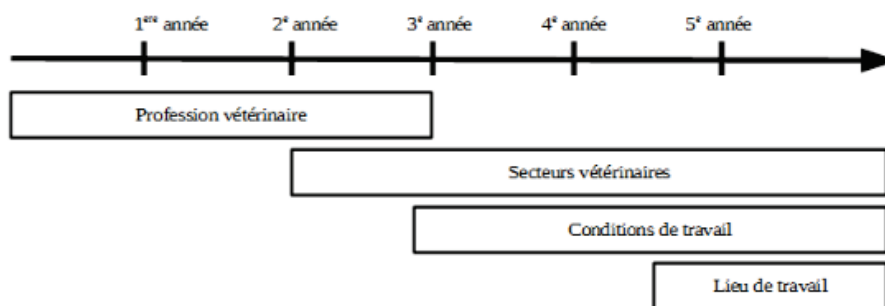 1ère année 2e année 3e année 4e année 5e année
Profession vétérinaire
Secteurs vétérinaires
Conditions de travail
Lieu de travail